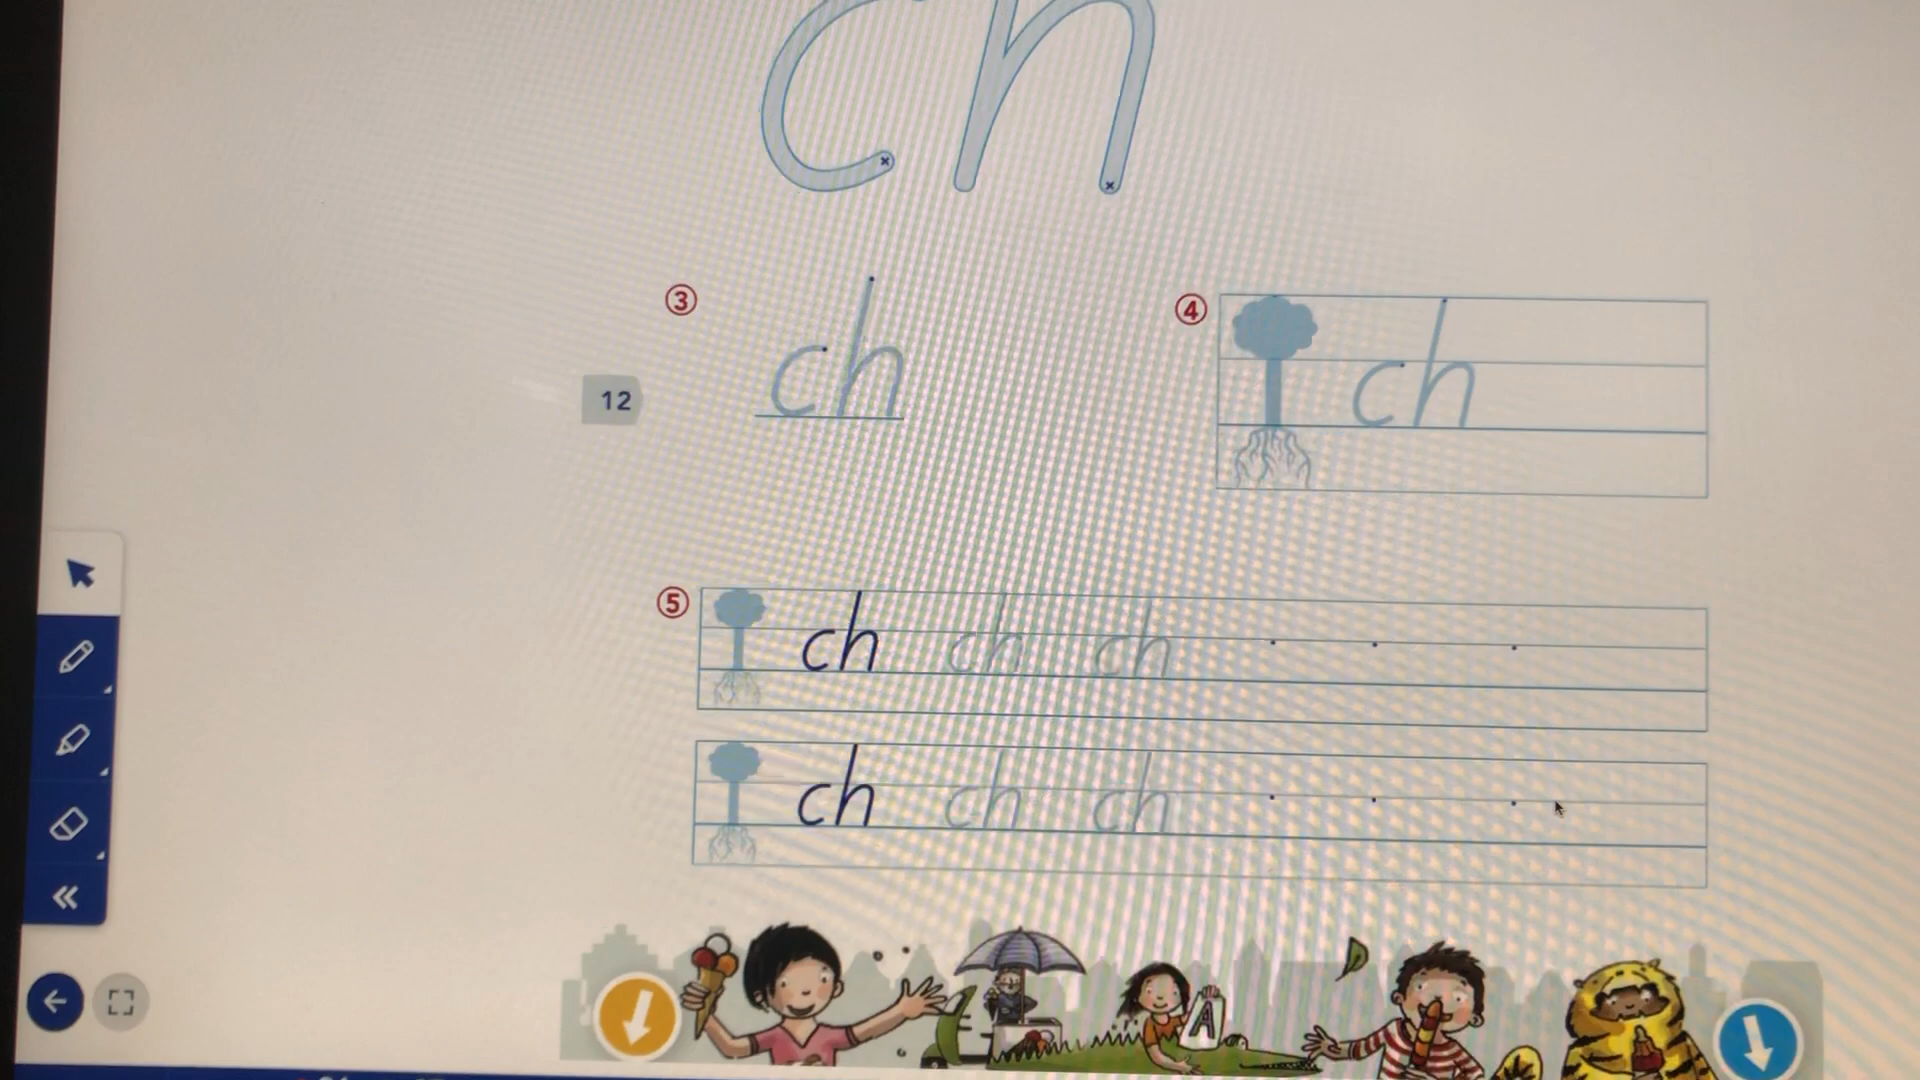 ch
③ ch
④ ch
12
⑤ ch ch ch
ch ch ch
A